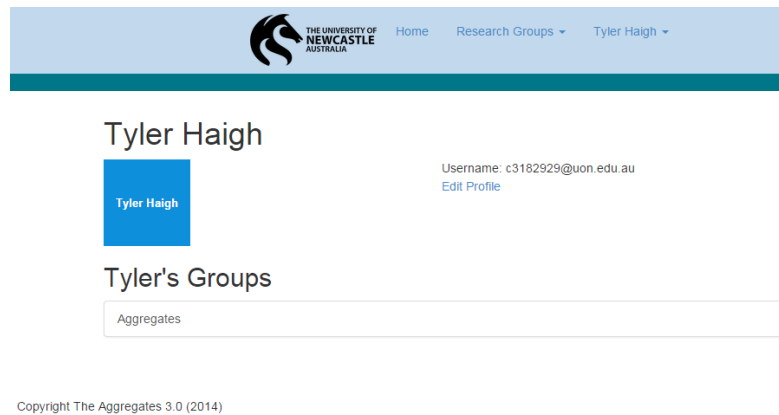 THE UNIVERSITY OF
NEWCASTLE
AUSTRALIA
Home Research Groups Tyler Haigh
Tyler Haigh
Tyler Haigh
Username: c3182929@uon.edu.au
Edit Profile
Tyler's Groups
Aggregates
Copyright The Aggregates 3.0 (2014)